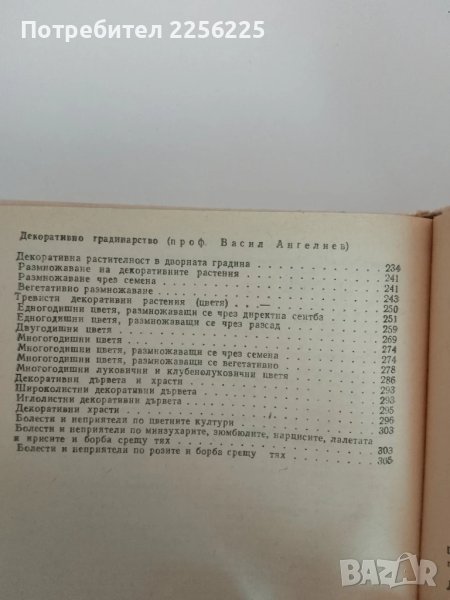 Потребител 2256225
Декоративно градинарство (проф. Васил Ангелиев)
Декоративна растителност в дворната градина . . . 234
Размножаване на декоративните растения . . . 241
Размножаване чрез семена . . . 241
Вегетативно размножаване . . . 243
Тревисти декоративни растения (цветя) . . . 250
Едногодишни цветя, размножаващи се чрез директна сеитба . . . 251
Едногодишни цветя, размножаващи се чрез разсад . . . 259
Двугодишни цветя . . . 269
Многогодишни цветя . . . 274
Многогодишни цветя, размножаващи се чрез семена . . . 274
Многогодишни цветя, размножаващи се вегетативно . . . 278
Многогодишни луковични и клубенолуковични цветя . . . 286
Декоративни дървета и храсти . . . 293
Широколистни декоративни дървета . . . 293
Иглолистни декоративни дървета . . . 295
Декоративни храсти . . . 296
Болести и неприятели по цветните култури . . . 303
Болести и неприятели по минзухарите, зюмбюлите, нарцисите, лалетата
и ирисите и борба срещу тях . . . 303
Болести и неприятели по розите и борба срещу тях . . . 305
BAZAR